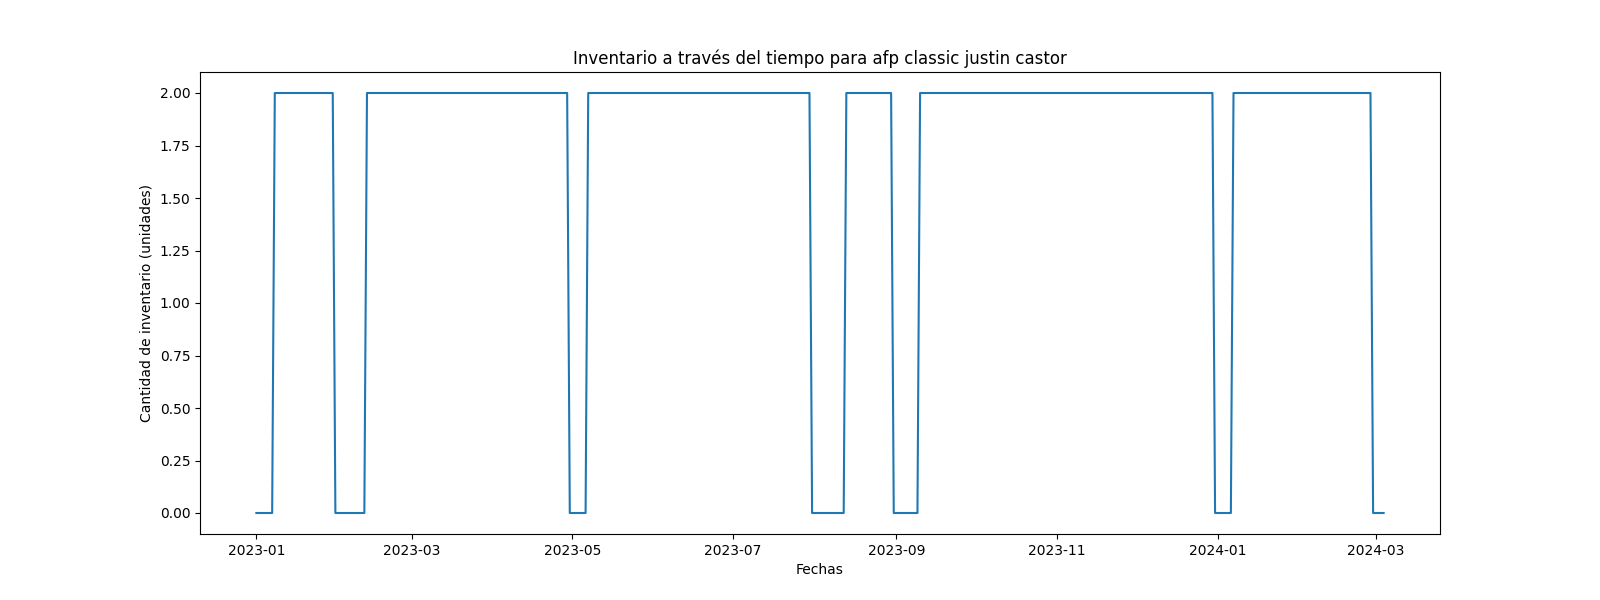 Inventario a través del tiempo para afp classic justin castor
Cantidad de inventario (unidades)
2.00
1.75
1.50
1.25
1.00
0.75
0.50
0.25
0.00
2023-01 2023-03 2023-05 2023-07 2023-09 2023-11 2024-01 2024-03
Fechas